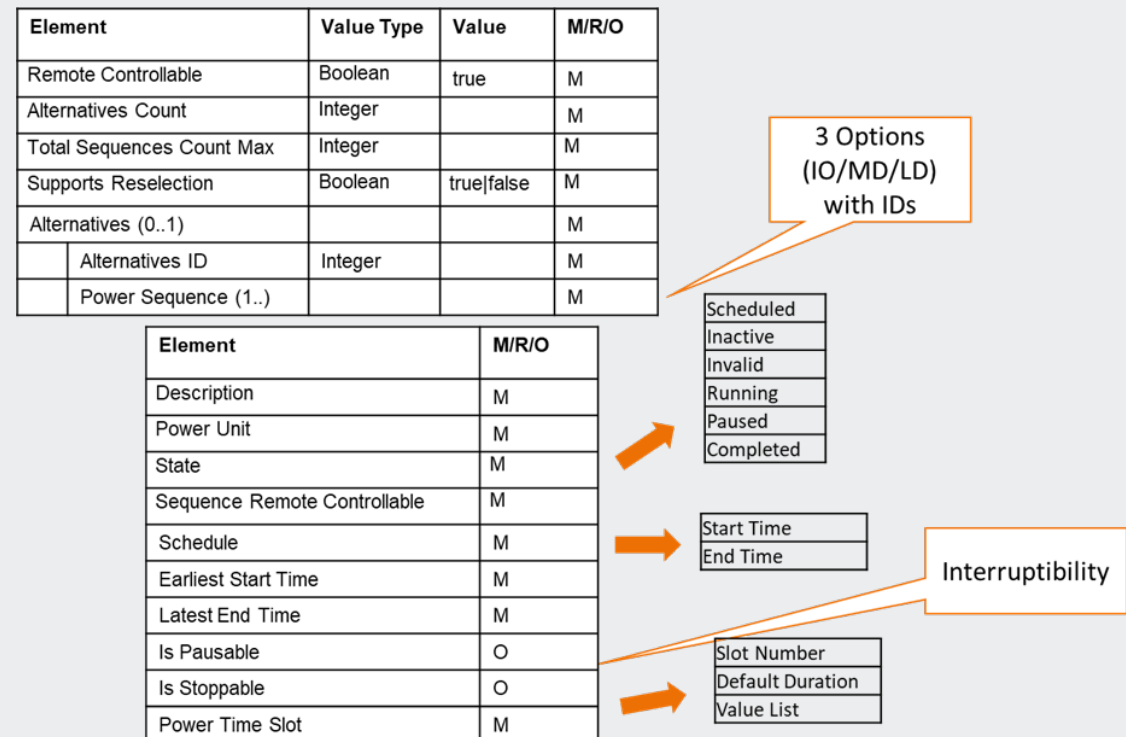 Element Value Type Value M/R/O
Remote Controllable Boolean true M
Alternatives Count Integer M
Total Sequences Count Max Integer M
Supports Reselection Boolean true|false M
Alternatives (0..1) M
Alternatives ID Integer M
Power Sequence (1..) M
3 Options
(IO/MD/LD)
with IDs
Element M/R/O
Description M
Power Unit M
State M
Sequence Remote Controllable M
Schedule M
Earliest Start Time M
Latest End Time M
Is Pausable O
Is Stoppable O
Power Time Slot M
Scheduled
Inactive
Invalid
Running
Paused
Completed
Start Time
End Time
Interruptibility
Slot Number
Default Duration
Value List